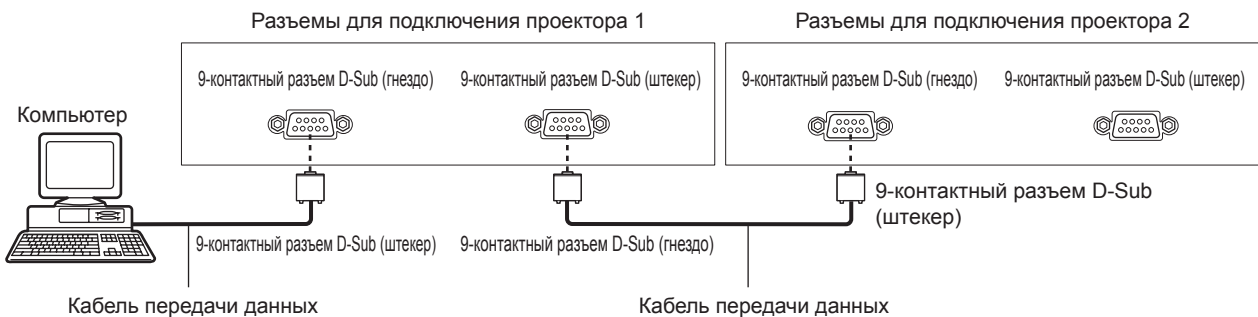 Разъемы для подключения проектора 1
Разъемы для подключения проектора 2
9-контактный разъем D-Sub (гнездо)
9-контактный разъем D-Sub (штекер)
9-контактный разъем D-Sub (гнездо)
9-контактный разъем D-Sub (штекер)
Компьютер
9-контактный разъем D-Sub
(штекер)
9-контактный разъем D-Sub (штекер)
9-контактный разъем D-Sub (гнездо)
Кабель передачи данных
Кабель передачи данных